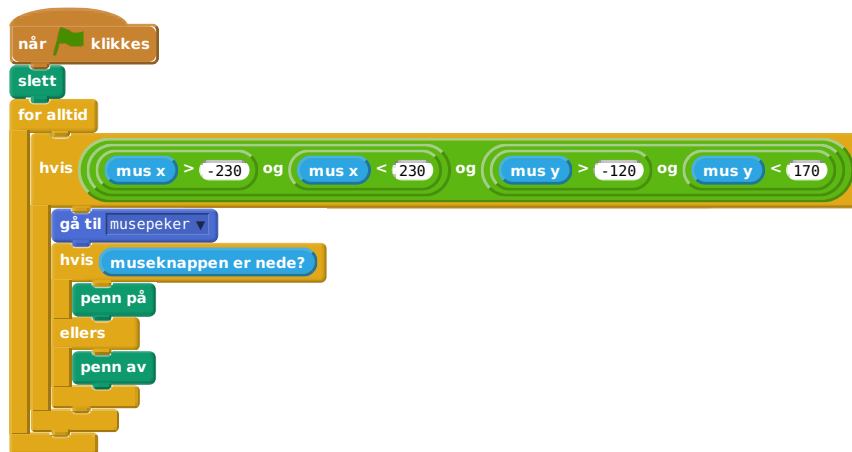 når klikkes
slett
for alltid
hvis mus x > -230 og mus x < 230 og mus y > -120 og mus y < 170
gå til musepeker ▼
hvis museknappen er nede?
penn på
ellers
penn av